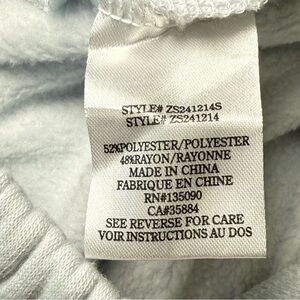 STYLE# ZS241214S
STYLE# ZS241214
52%POLYESTER/POLYESTER
48%RAYON/RAYONNE
MADE IN CHINA
FABRIQUE EN CHINE
RN#135090
CA#35884
SEE REVERSE FOR CARE
VOIR INSTRUCTIONS AU DOS